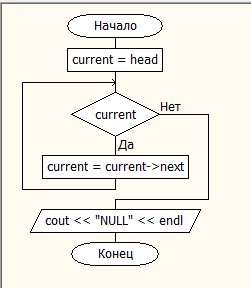 Начало
current = head
current
Нет
Да
current = current->next
cout << "NULL" << endl
Конец